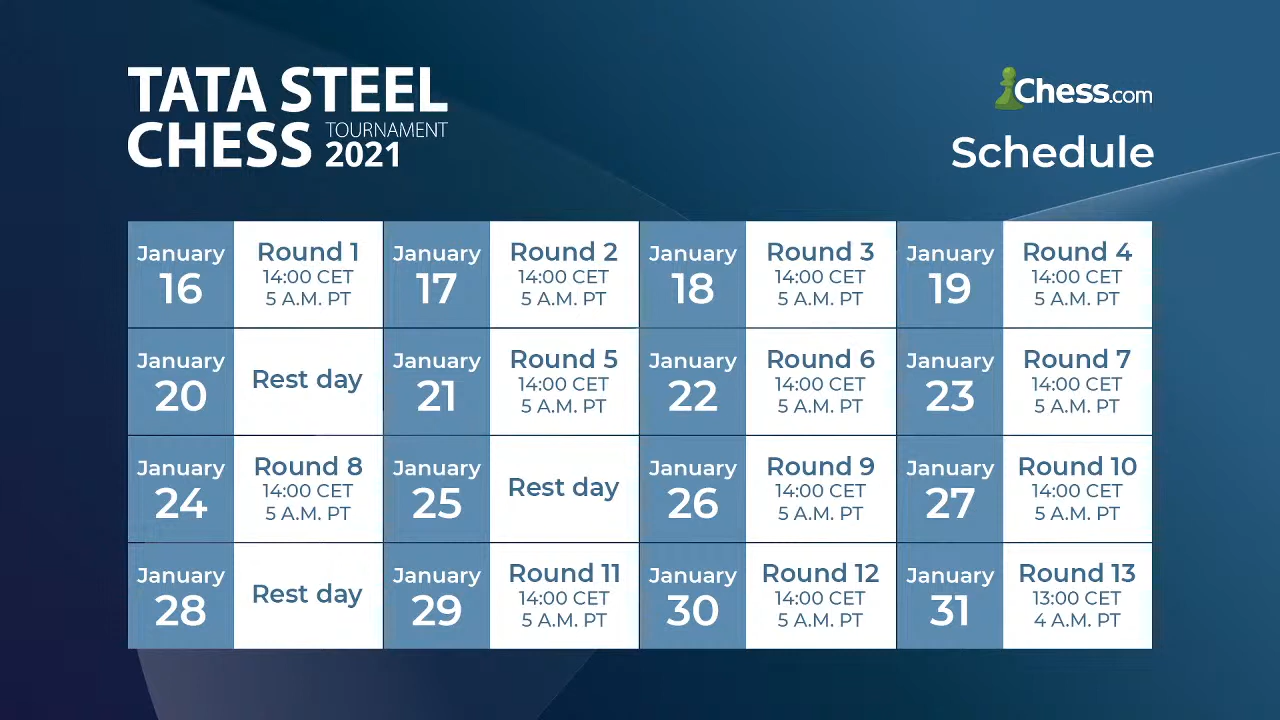 TATA STEEL
CHESS TOURNAMENT
2021
Chess.com
Schedule
January
16
Round 1
14:00 CET
5 A.M. PT
January
17
Round 2
14:00 CET
5 A.M. PT
January
18
Round 3
14:00 CET
5 A.M. PT
January
19
Round 4
14:00 CET
5 A.M. PT
January
20
Rest day
January
21
Round 5
14:00 CET
5 A.M. PT
January
22
Round 6
14:00 CET
5 A.M. PT
January
23
Round 7
14:00 CET
5 A.M. PT
January
24
Round 8
14:00 CET
5 A.M. PT
January
25
Rest day
January
26
Round 9
14:00 CET
5 A.M. PT
January
27
Round 10
14:00 CET
5 A.M. PT
January
28
Rest day
January
29
Round 11
14:00 CET
5 A.M. PT
January
30
Round 12
14:00 CET
5 A.M. PT
January
31
Round 13
13:00 CET
4 A.M. PT